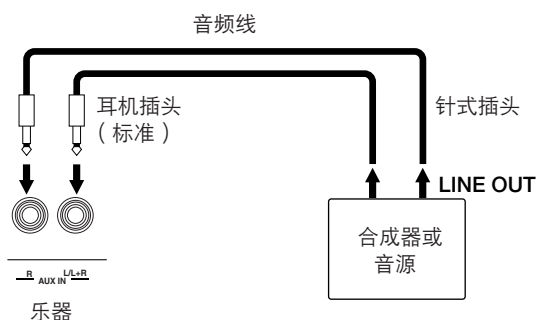 音频线
耳机插头
（标准）
针式插头
LINE OUT
合成器或
音源
R AUX IN L/L+R
乐器